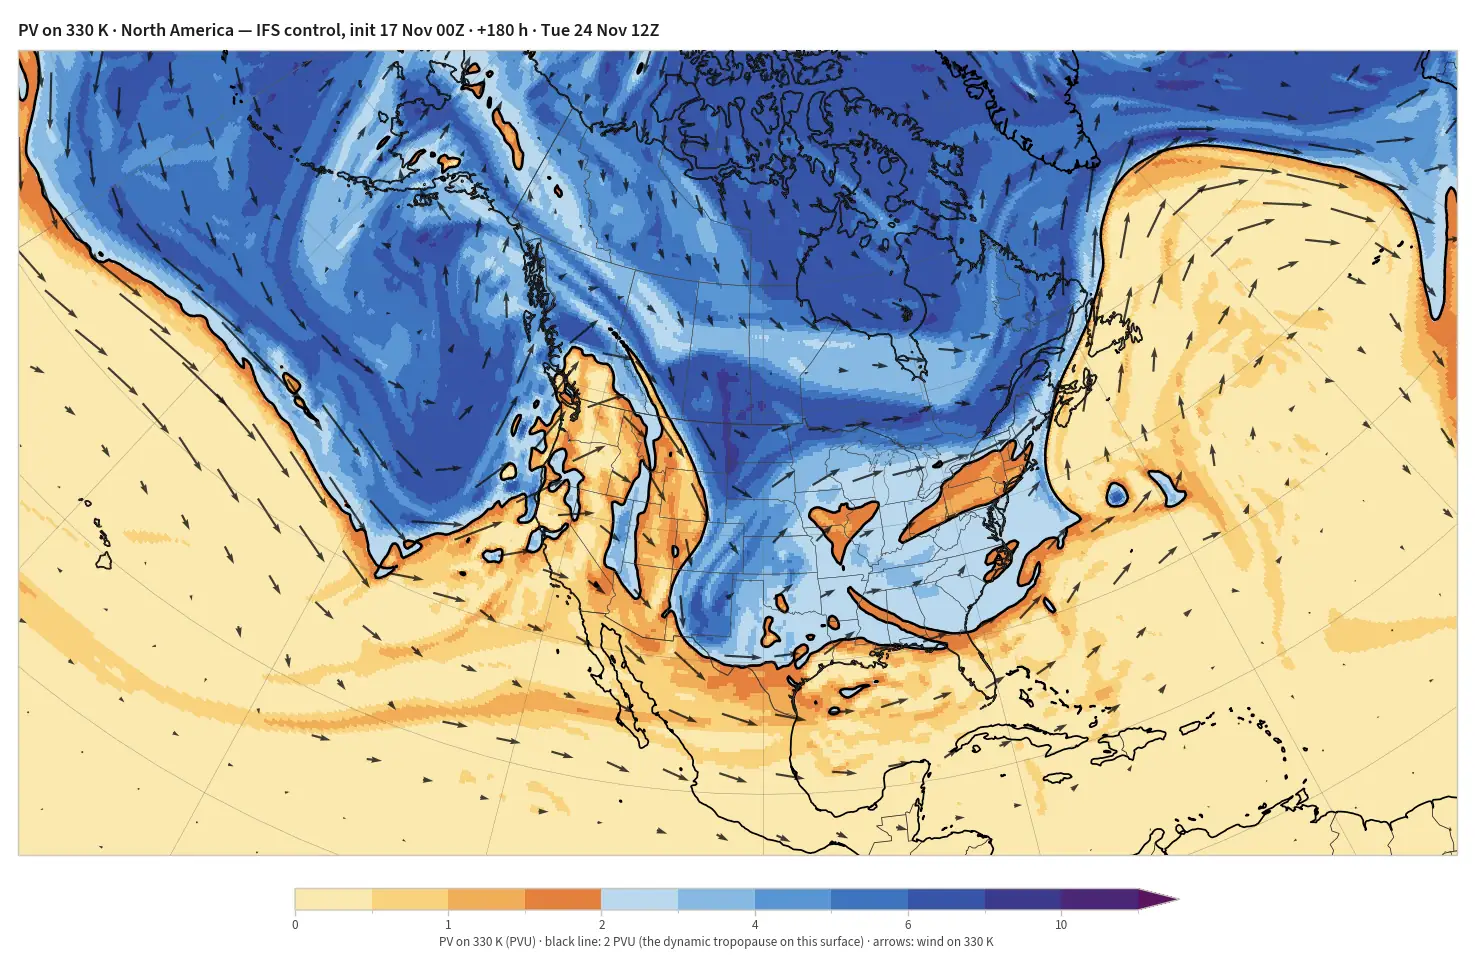 PV on 330 K · North America — IFS control, init 17 Nov 00Z · +180 h · Tue 24 Nov 12Z
0 1 2 4 6 10
PV on 330 K (PVU) · black line: 2 PVU (the dynamic tropopause on this surface) · arrows: wind on 330 K